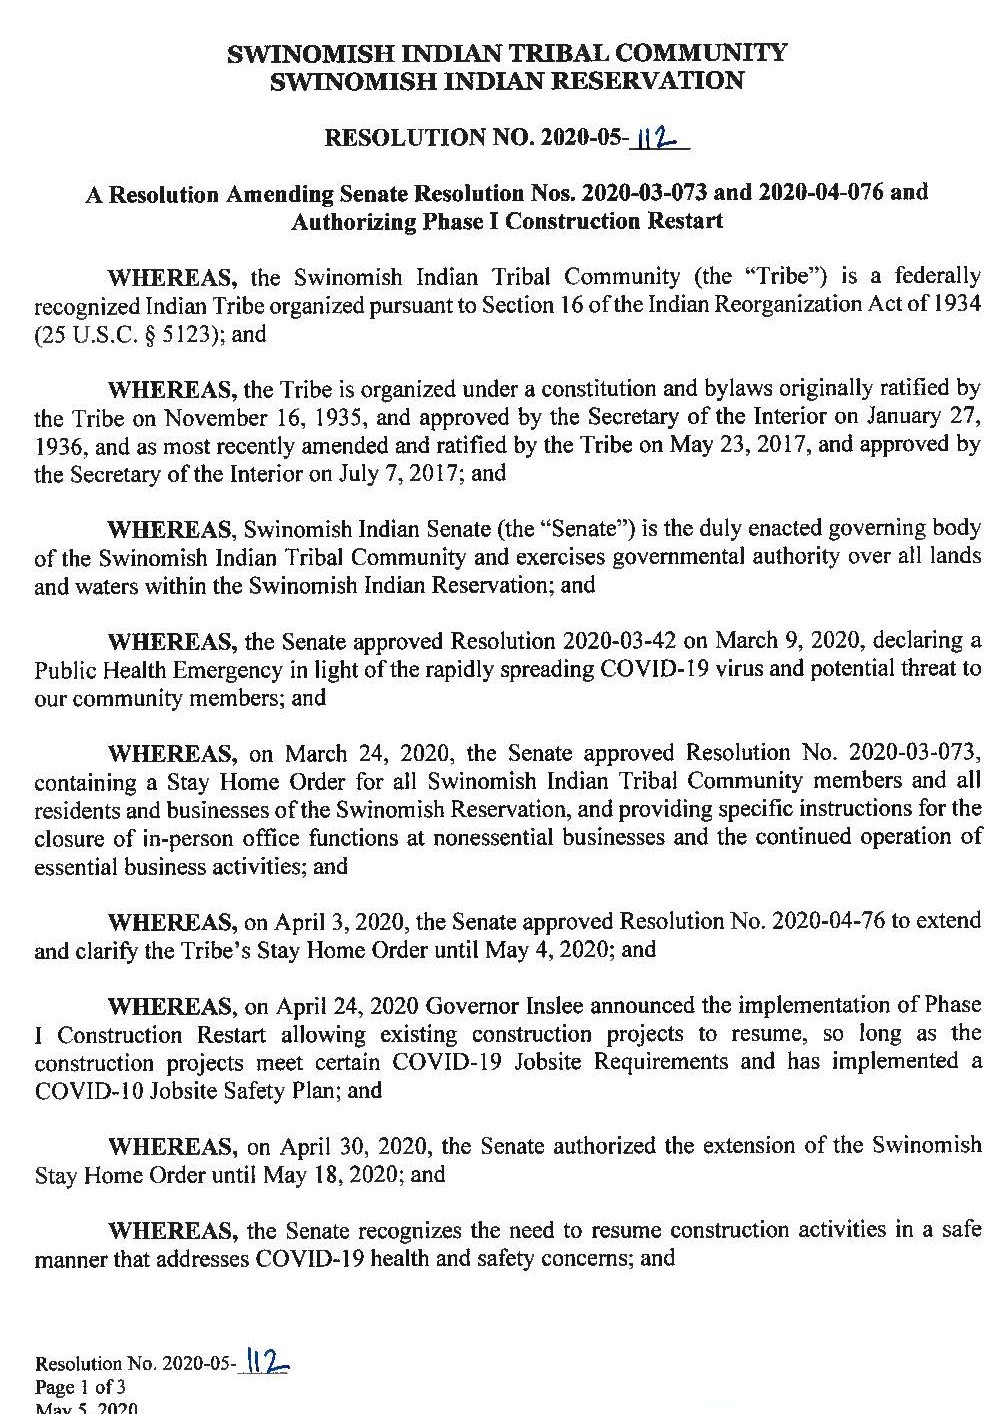 SWINOMISH INDIAN TRIBAL COMMUNITY
SWINOMISH INDIAN RESERVATION
RESOLUTION NO. 2020-05-112
A Resolution Amending Senate Resolution Nos. 2020-03-073 and 2020-04-076 and
Authorizing Phase I Construction Restart
WHEREAS, the Swinomish Indian Tribal Community (the “Tribe”) is a federally
recognized Indian Tribe organized pursuant to Section 16 of the Indian Reorganization Act of 1934
(25 U.S.C. § 5123); and
WHEREAS, the Tribe is organized under a constitution and bylaws originally ratified by
the Tribe on November 16, 1935, and approved by the Secretary of the Interior on January 27,
1936, and as most recently amended and ratified by the Tribe on May 23, 2017, and approved by
the Secretary of the Interior on July 7, 2017; and
WHEREAS, Swinomish Indian Senate (the “Senate”) is the duly enacted governing body
of the Swinomish Indian Tribal Community and exercises governmental authority over all lands
and waters within the Swinomish Indian Reservation; and
WHEREAS, the Senate approved Resolution 2020-03-42 on March 9, 2020, declaring a
Public Health Emergency in light of the rapidly spreading COVID-19 virus and potential threat to
our community members; and
WHEREAS, on March 24, 2020, the Senate approved Resolution No. 2020-03-073,
containing a Stay Home Order for all Swinomish Indian Tribal Community members and all
residents and businesses of the Swinomish Reservation, and providing specific instructions for the
closure of in-person office functions at nonessential businesses and the continued operation of
essential business activities; and
WHEREAS, on April 3, 2020, the Senate approved Resolution No. 2020-04-76 to extend
and clarify the Tribe’s Stay Home Order until May 4, 2020; and
WHEREAS, on April 24, 2020 Governor Inslee announced the implementation of Phase
I Construction Restart allowing existing construction projects to resume, so long as the
construction projects meet certain COVID-19 Jobsite Requirements and has implemented a
COVID-10 Jobsite Safety Plan; and
WHEREAS, on April 30, 2020, the Senate authorized the extension of the Swinomish
Stay Home Order until May 18, 2020; and
WHEREAS, the Senate recognizes the need to resume construction activities in a safe
manner that addresses COVID-19 health and safety concerns; and
Resolution No. 2020-05-112
Page 1 of 3
May 5, 2020